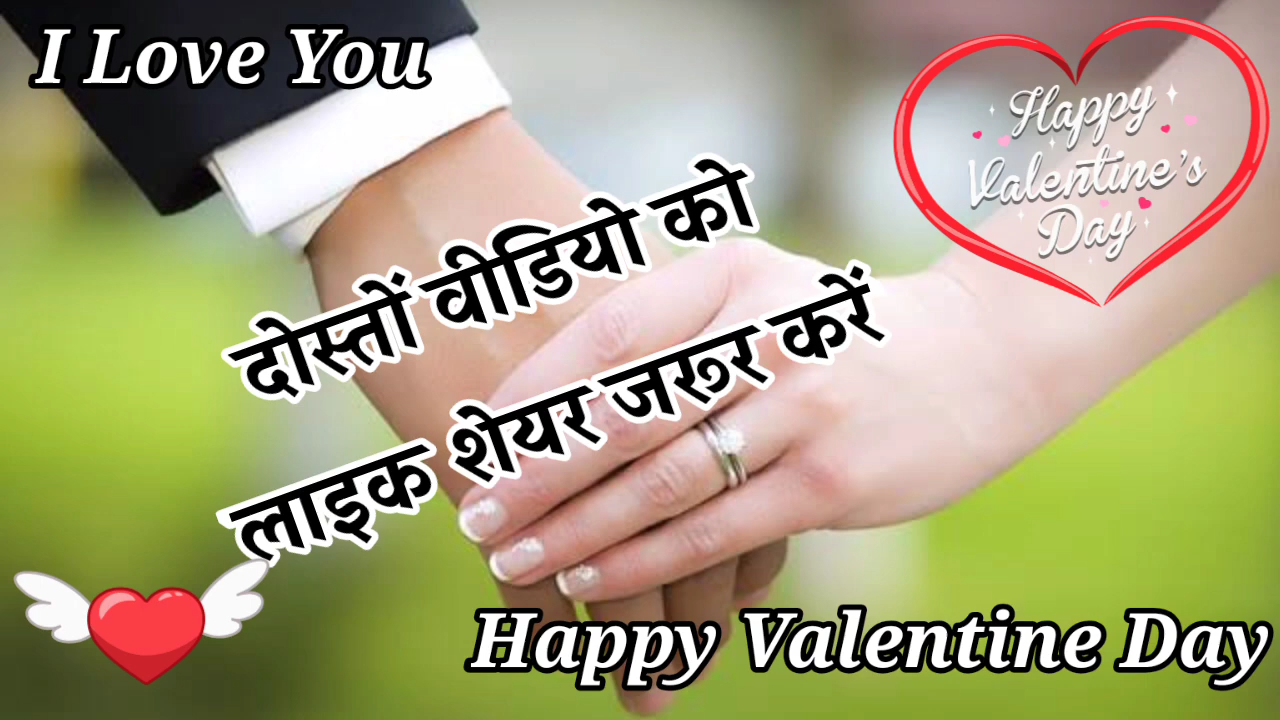 I Love You
Happy
Valentine's
Day
दोस्तों वीडियो को
लाइक शेयर जरूर करें
Happy Valentine Day